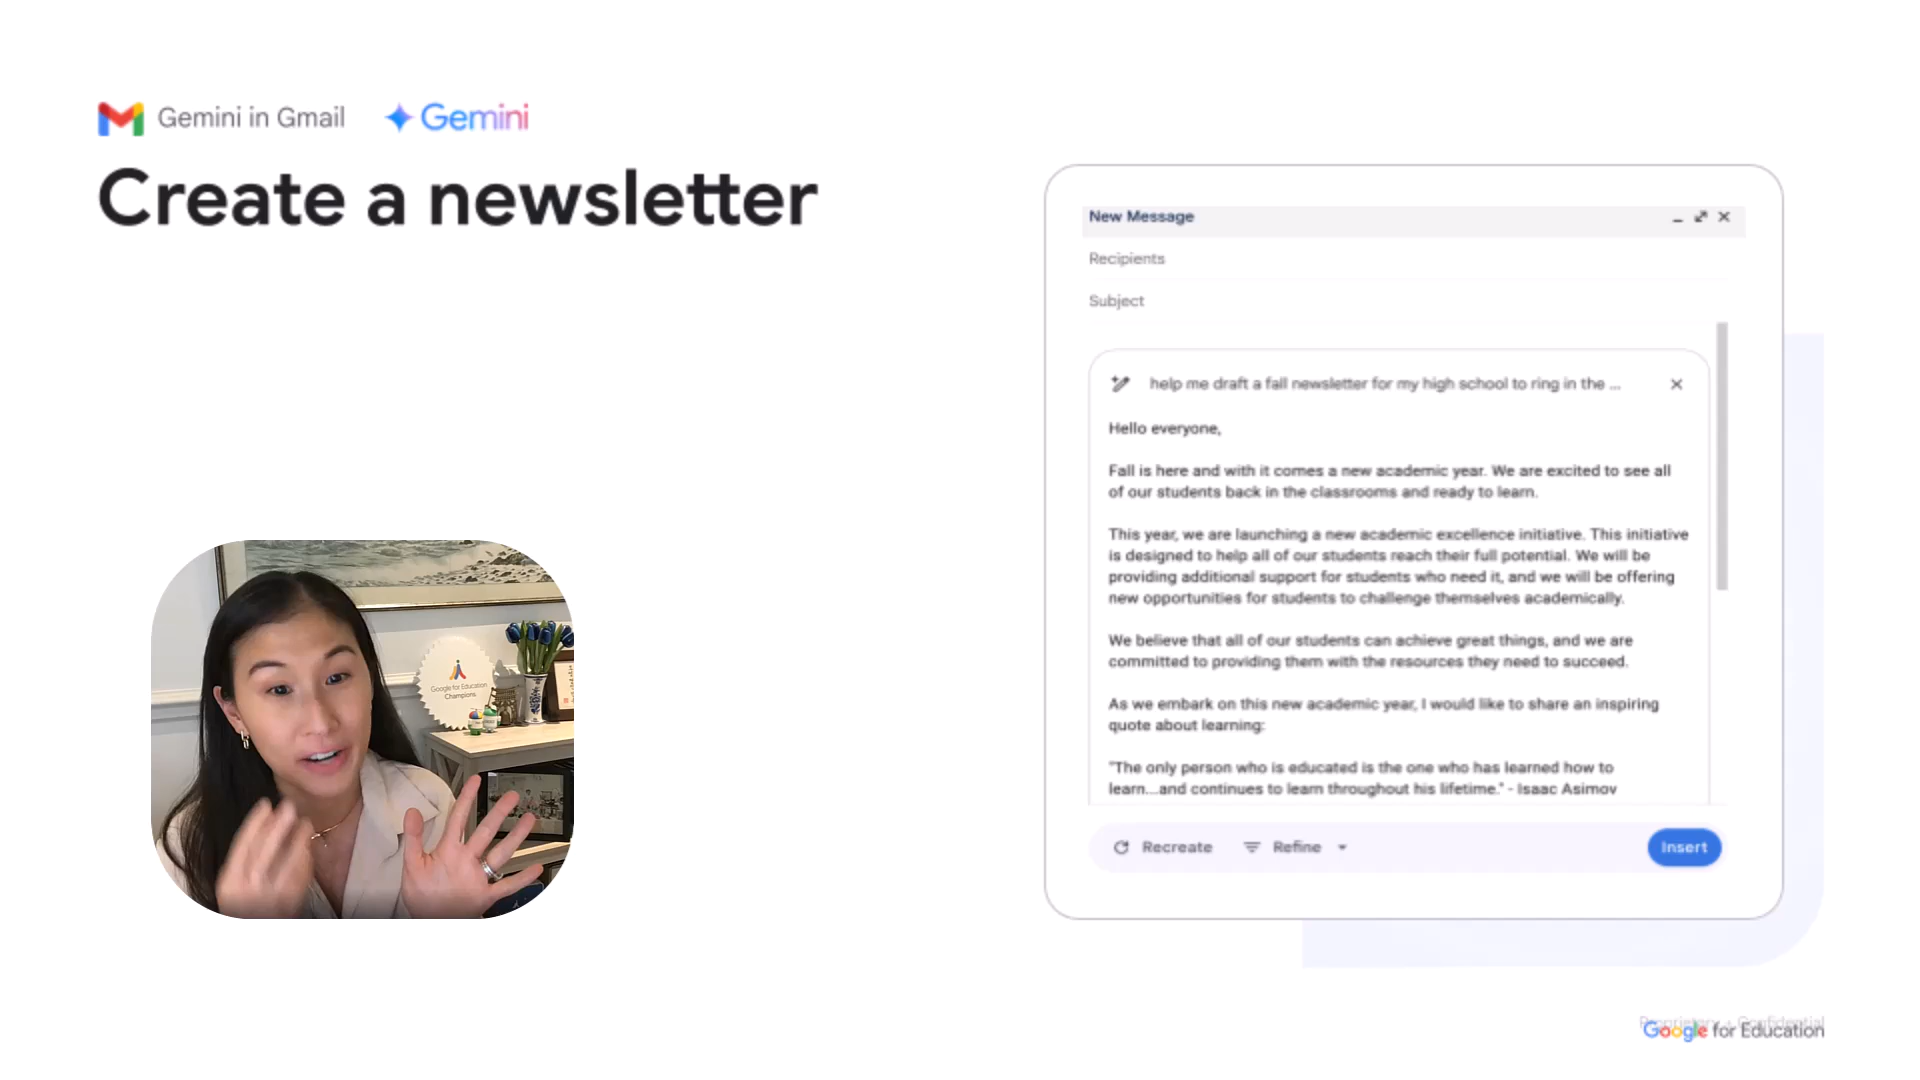 Gemini in Gmail
Gemini
Create a newsletter
New Message
Recipients
Subject
help me draft a fall newsletter for my high school to ring in the ...
Hello everyone,
Fall is here and with it comes a new academic year. We are excited to see all
of our students back in the classrooms and ready to learn.
This year, we are launching a new academic excellence initiative. This initiative
is designed to help all of our students reach their full potential. We will be
providing additional support for students who need it, and we will be offering
new opportunities for students to challenge themselves academically.
We believe that all of our students can achieve great things, and we are
committed to providing them with the resources they need to succeed.
As we embark on this new academic year, I would like to share an inspiring
quote about learning:
"The only person who is educated is the one who has learned how to
learn...and continues to learn throughout his lifetime." - Isaac Asimov
Recreate
Refine
Insert
Google for Education
Champions
Proprietary + Confidential
Google for Education